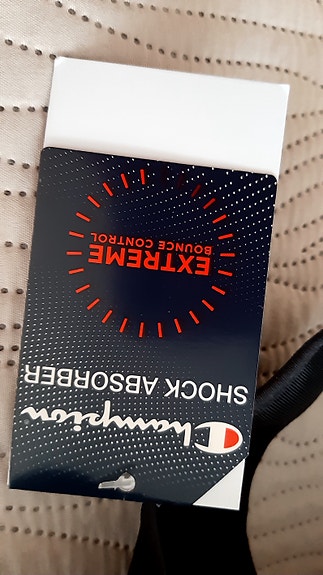 Champion
SHOCK ABSORBER
EXTREME
BOUNCE CONTROL